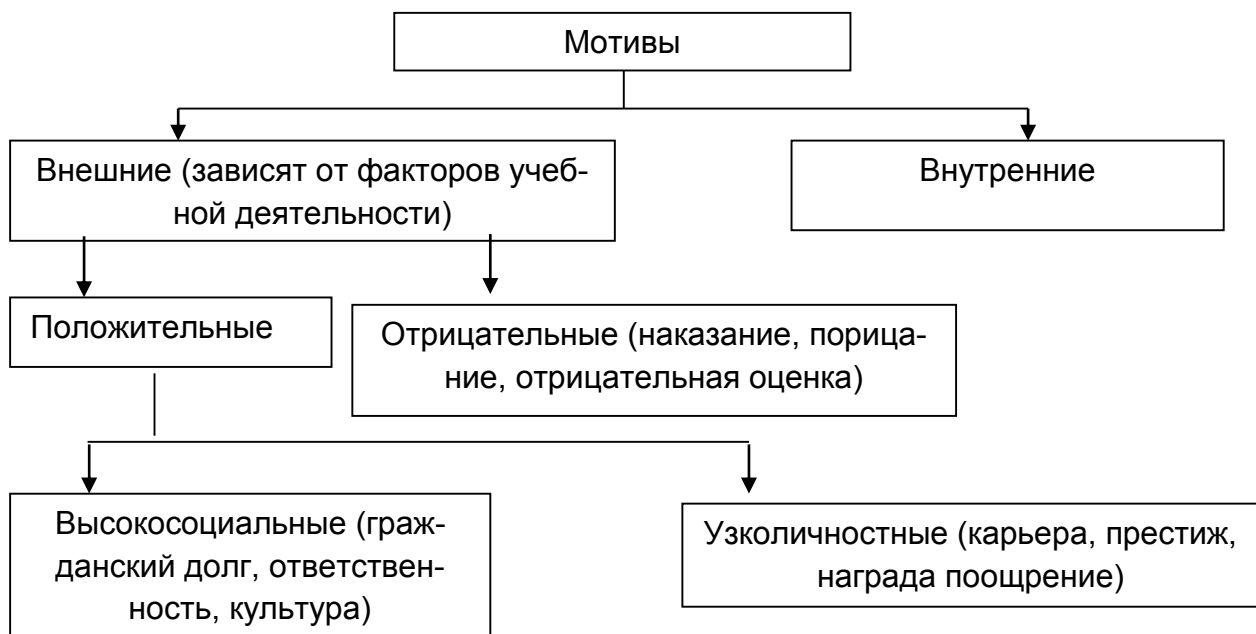 Мотивы
Внешние (зависят от факторов учеб-
ной деятельности)
Внутренние
Положительные
Отрицательные (наказание, порица-
ние, отрицательная оценка)
Высокосоциальные (граж-
данский долг, ответствен-
ность, культура)
Узколичностные (карьера, престиж,
награда поощрение)